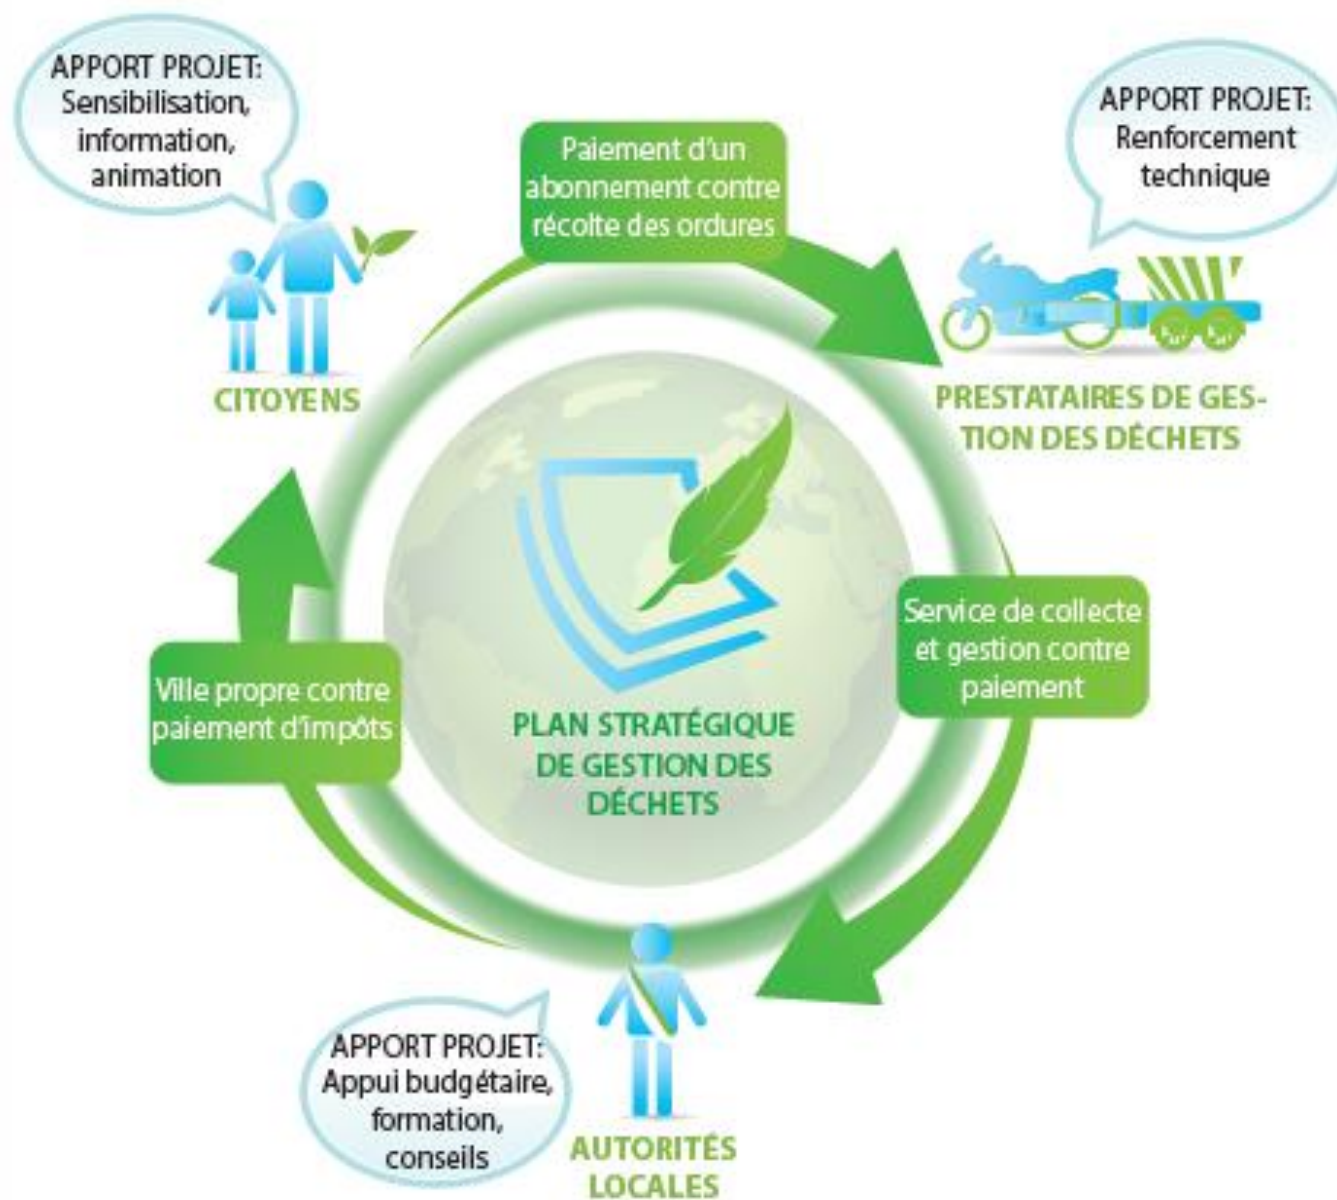 APPORT PROJET:
Sensibilisation,
information,
animation
APPORT PROJET:
Renforcement
technique
Paiement d'un
abonnement contre
récolte des ordures
CITOYENS
PRESTATAIRES DE GES-
TION DES DÉCHETS
Service de collecte
et gestion contre
paiement
Ville propre contre
paiement d'impôts
PLAN STRATÉGIQUE
DE GESTION DES
DÉCHETS
APPORT PROJET:
Appui budgétaire,
formation,
conseils
AUTORITÉS
LOCALES